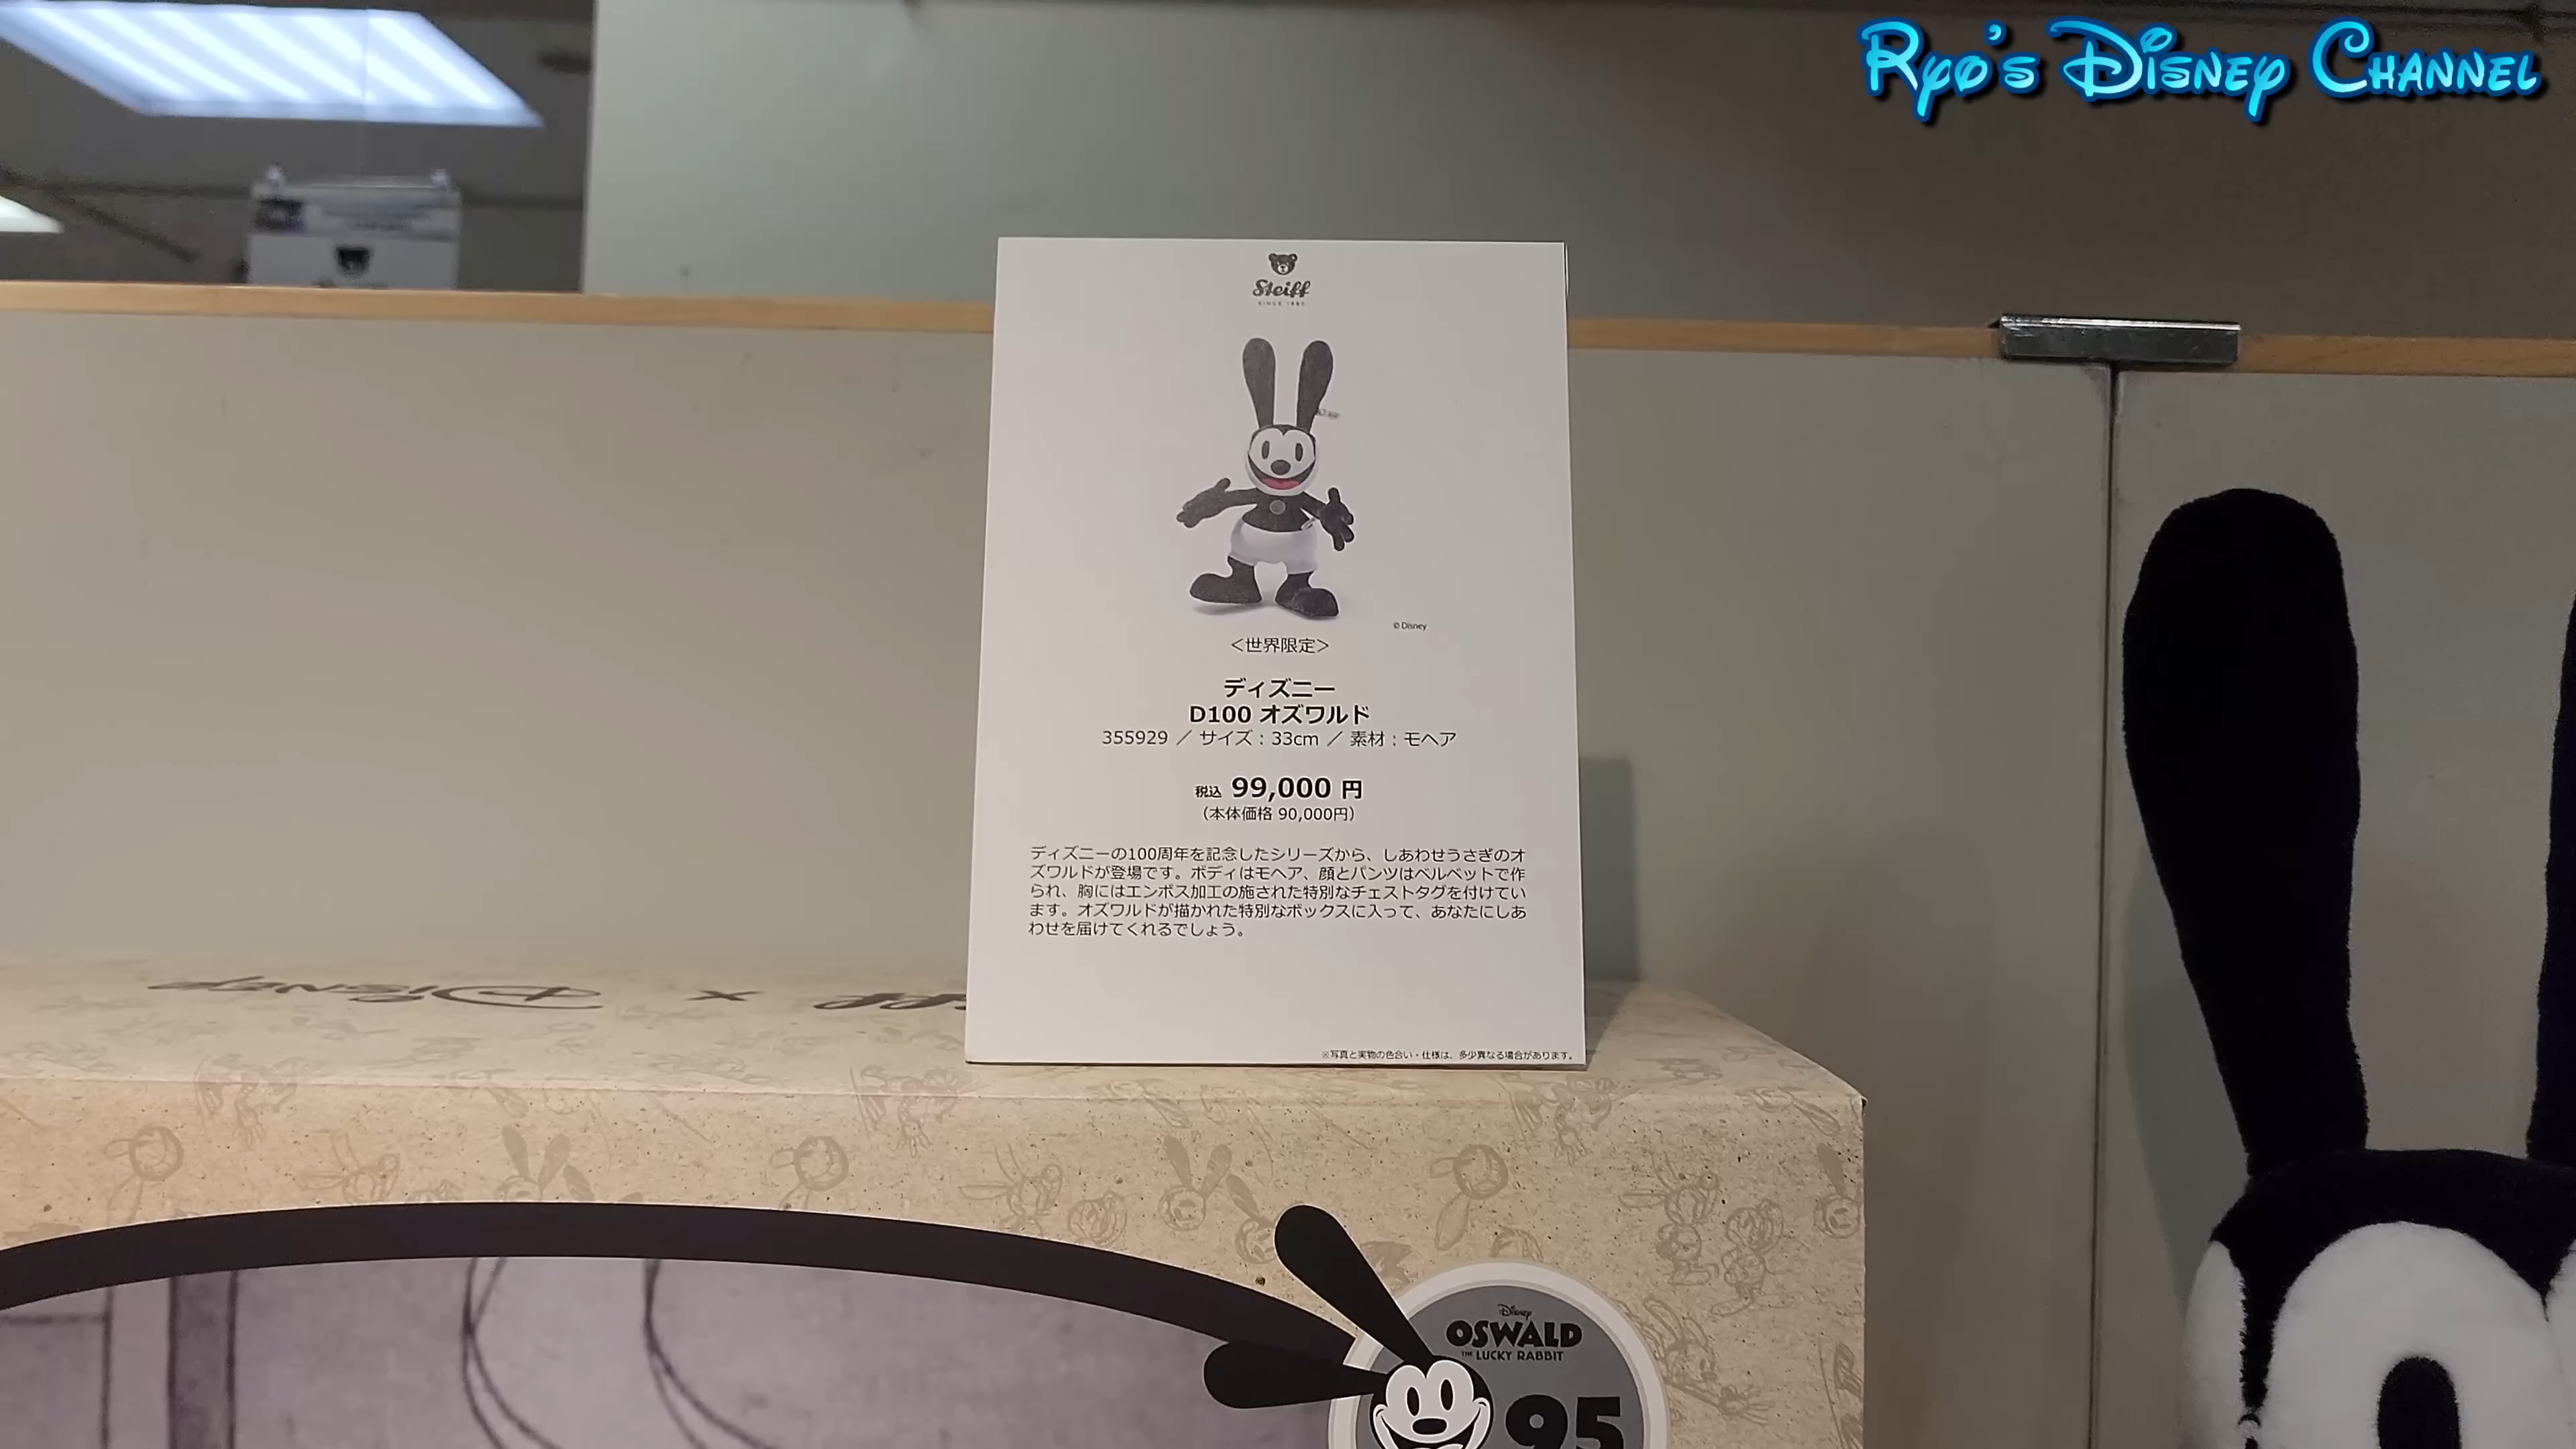 Ryo's Disney Channel
Steiff
SINCE 1880
© Disney
＜世界限定＞
ディズニー
D100 オズワルド
355929 ／ サイズ：33cm ／ 素材：モヘア
税込 99,000 円
（本体価格 90,000円）
ディズニーの100周年を記念したシリーズから、しあわせうさぎのオ
ズワルドが登場です。ボディはモヘア、顔とパンツはベルベットで作
られ、胸にはエンボス加工の施された特別なチェストタグを付けてい
ます。オズワルドが描かれた特別なボックスに入って、あなたにしあ
わせを届けてくれるでしょう。
※写真と実物の色合い・仕様は、多少異なる場合があります。
ff x Disney
Disney
OSWALD
THE LUCKY RABBIT
95